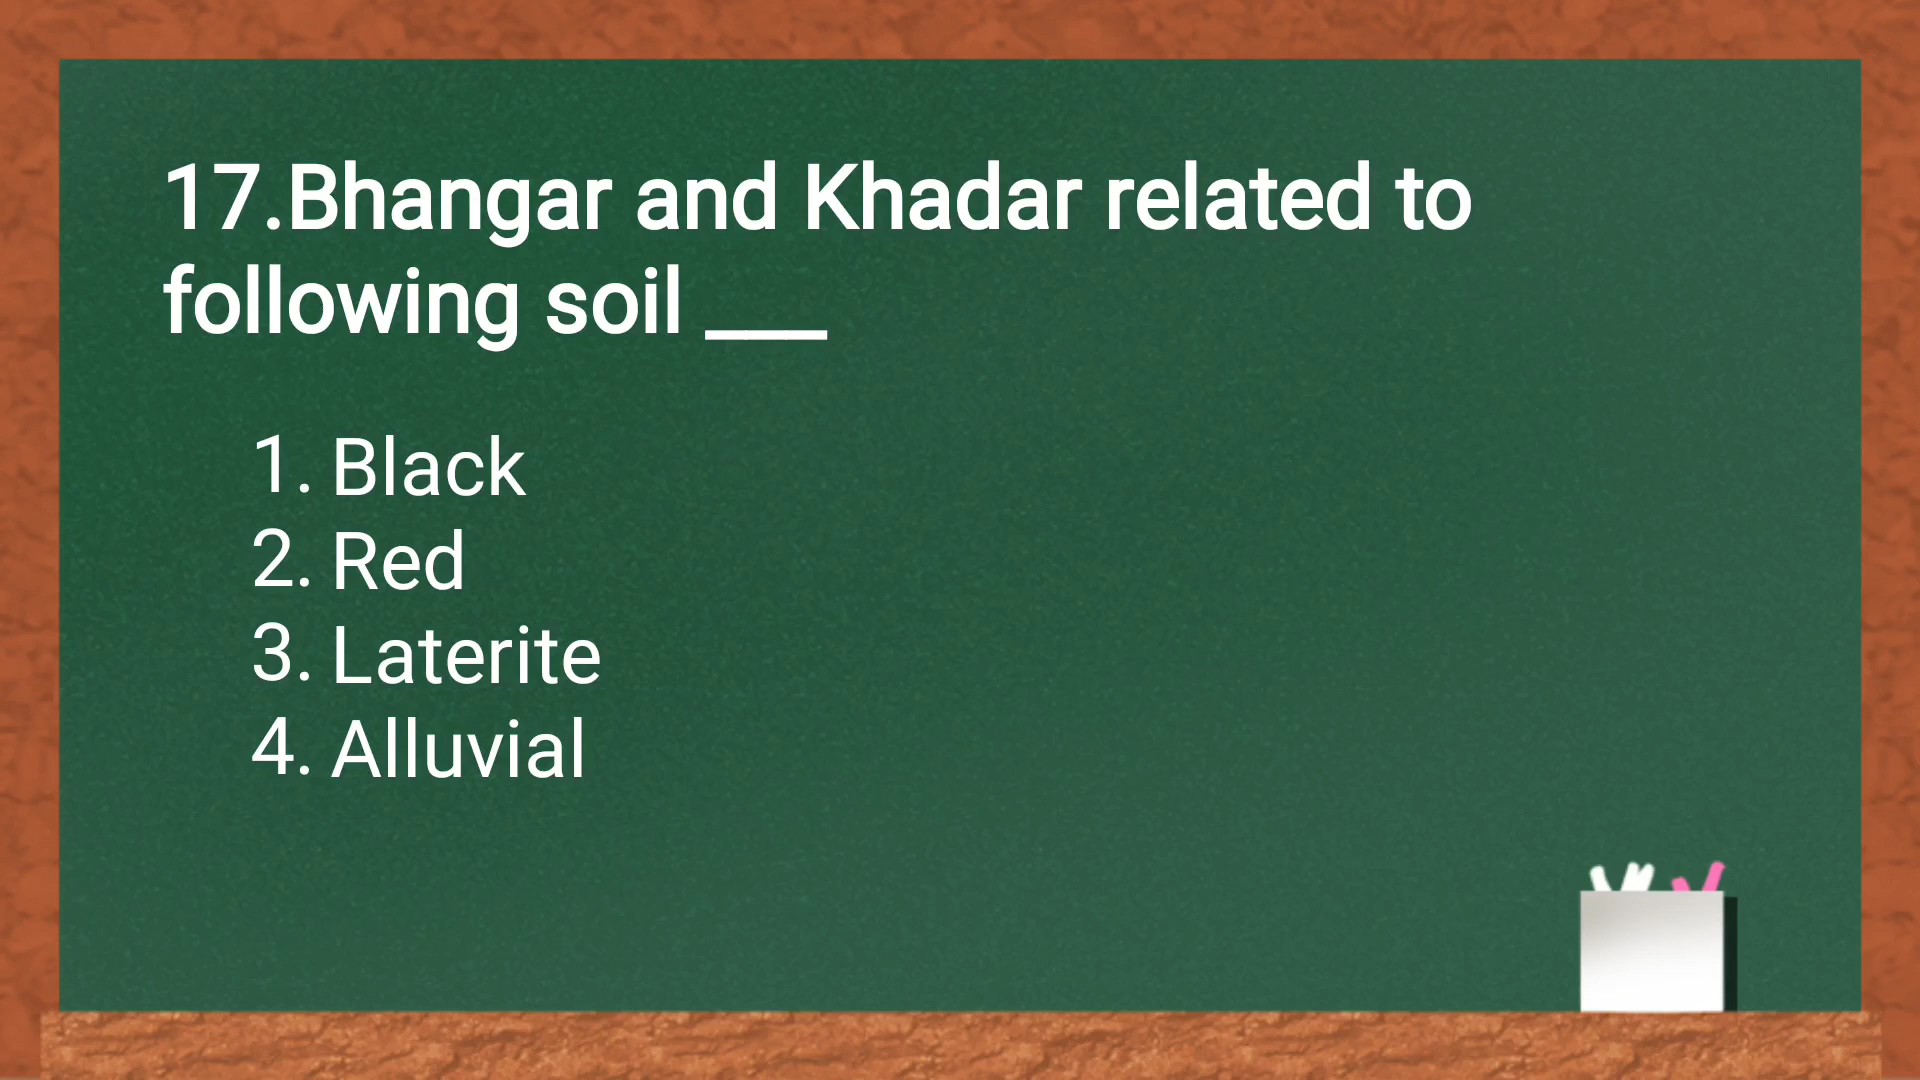 17.Bhangar and Khadar related to
following soil ___
1. Black
2. Red
3. Laterite
4. Alluvial